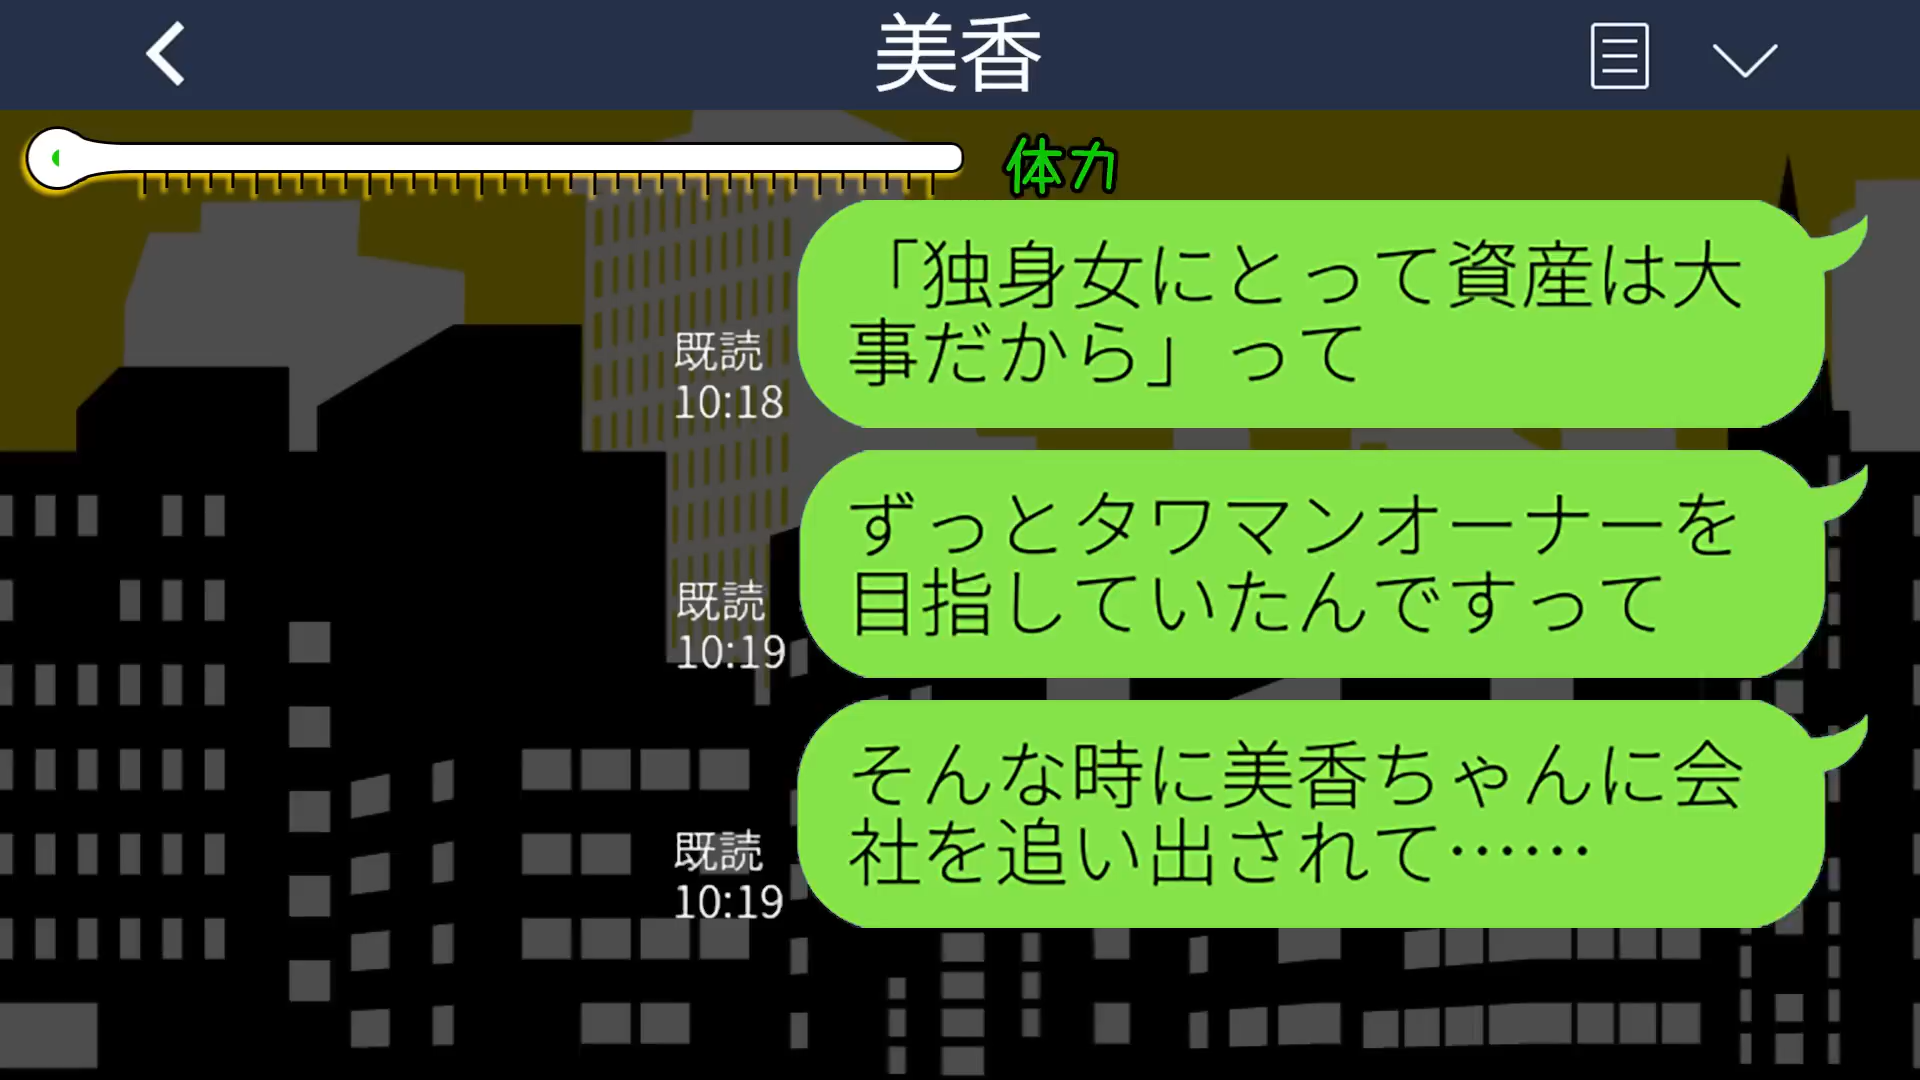 美香
体力
「独身女にとって資産は大
事だから」って
既読
10:18
ずっとタワマンオーナーを
目指していたんですって
既読
10:19
そんな時に美香ちゃんに会
社を追い出されて……
既読
10:19